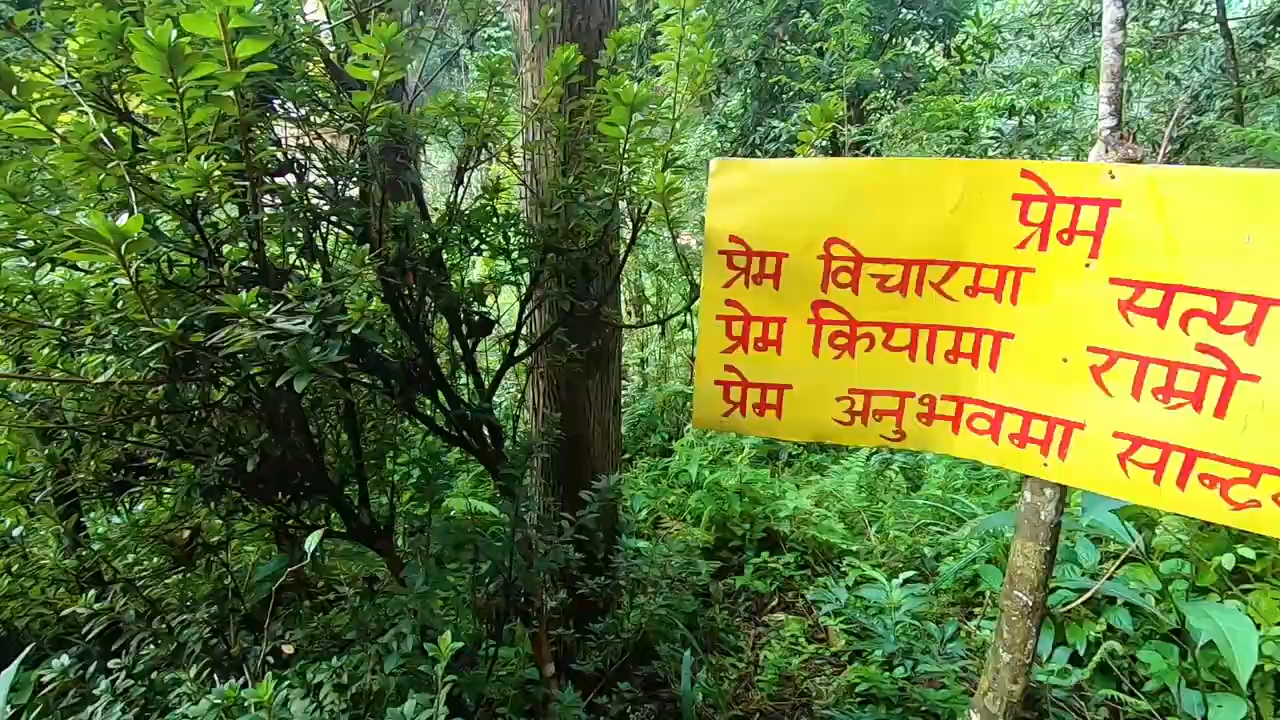 प्रेम
प्रेम विचारमा सत्य
प्रेम क्रियामा राम्रो
प्रेम अनुभवमा